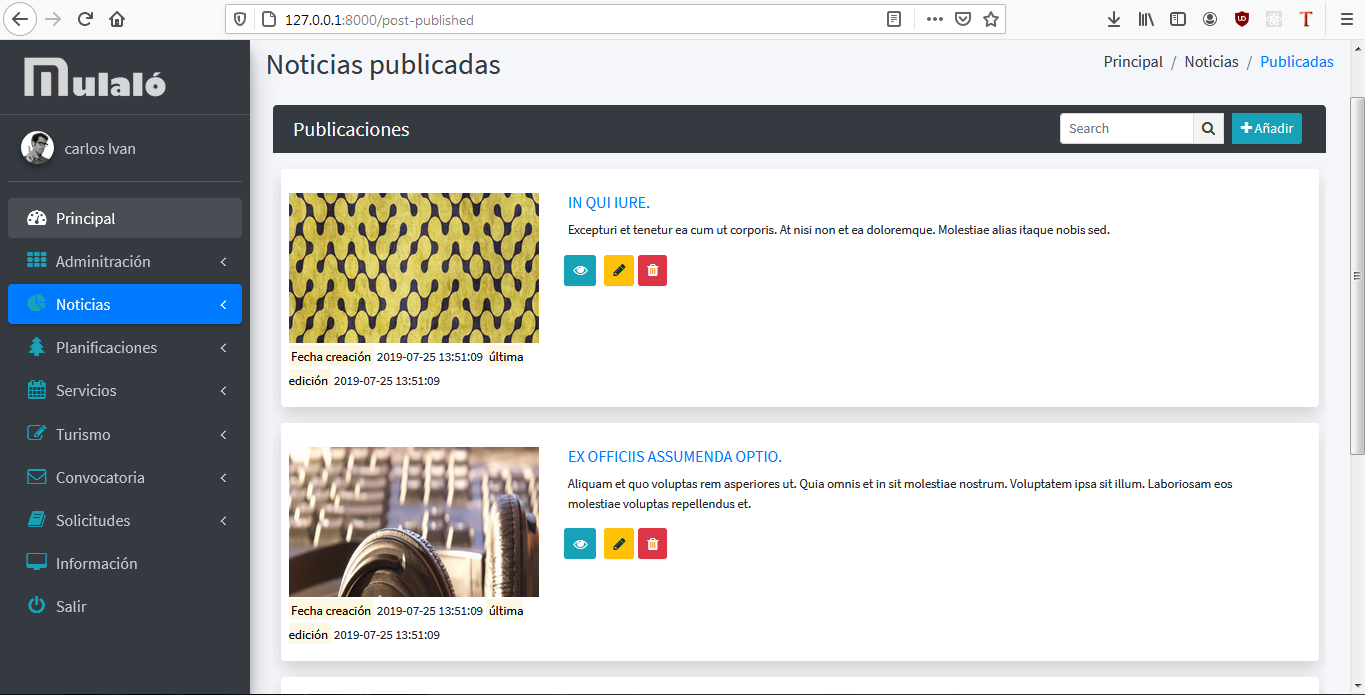 127.0.0.1:8000/post-published
Mulaló
carlos Ivan
Principal
Adminitración
Noticias
Planificaciones
Servicios
Turismo
Convocatoria
Solicitudes
Información
Salir
Noticias publicadas
Principal / Noticias / Publicadas
Publicaciones
Search
Añadir
IN QUI IURE.
Excepturi et tenetur ea cum ut corporis. At nisi non et ea doloremque. Molestiae alias itaque nobis sed.
Fecha creación 2019-07-25 13:51:09 última
edición 2019-07-25 13:51:09
EX OFFICIIS ASSUMENDA OPTIO.
Aliquam et quo voluptas rem asperiores ut. Quia omnis et in sit molestiae nostrum. Voluptatem ipsa sit illum. Laboriosam eos
molestiae voluptas repellendus et.
Fecha creación 2019-07-25 13:51:09 última
edición 2019-07-25 13:51:09